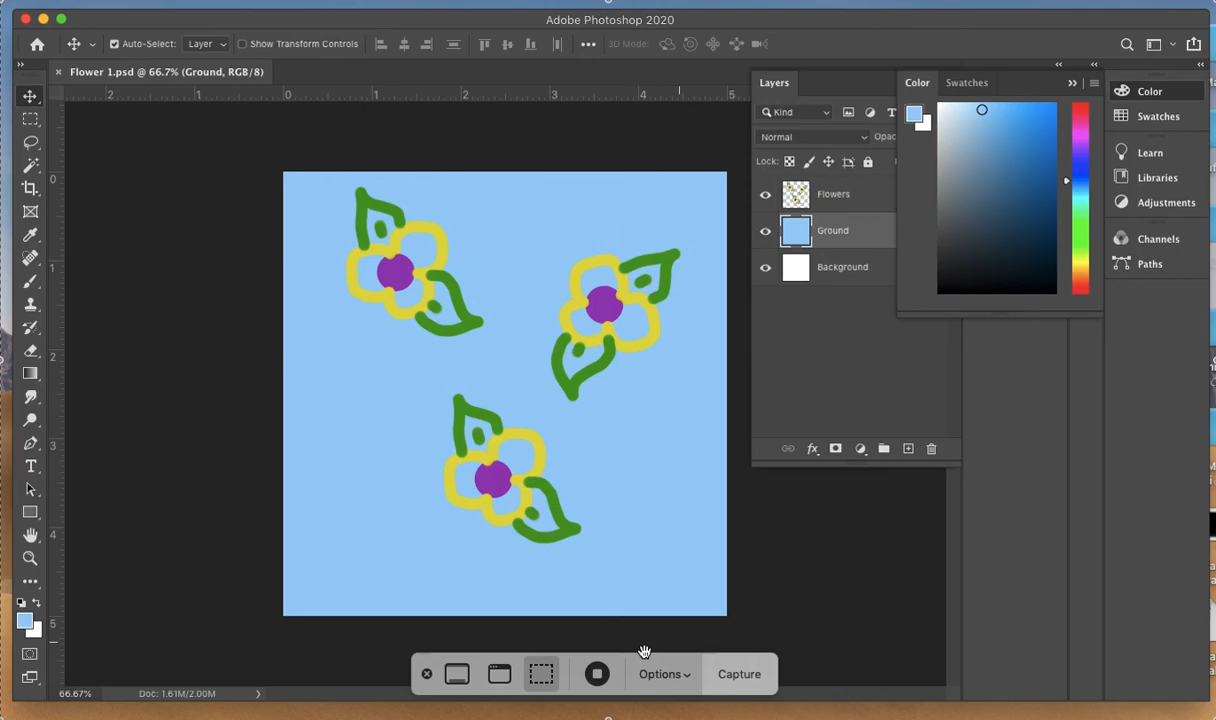 Adobe Photoshop 2020
Auto-Select: Layer Show Transform Controls 3D Mode:
× Flower 1.psd @ 66.7% (Ground, RGB/8)
2 1 0 1 2 3 4 5
0
1
2
3
4
5
Layers
Kind
Normal Opac
Lock:
Flowers
Ground
Background
fx
Color Swatches
Color
Swatches
Learn
Libraries
Adjustments
Channels
Paths
T
Options Capture
66.67% Doc: 1.61M/2.00M